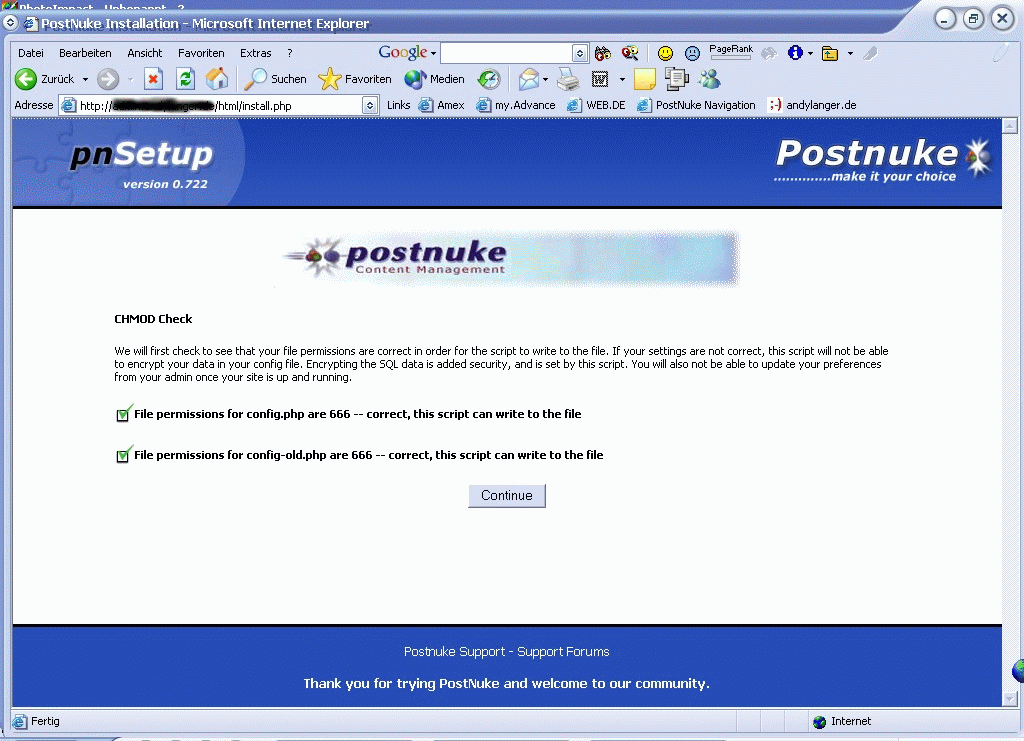 PhotoImpact - Unbenannt - 2
PostNuke Installation - Microsoft Internet Explorer
Datei Bearbeiten Ansicht Favoriten Extras ? Google PageRank
Zurück Suchen Favoriten Medien
Adresse http:// /html/install.php Links Amex my.Advance WEB.DE PostNuke Navigation ;-) andylanger.de
pnSetup
version 0.722
Postnuke
..............make it your choice
postnuke
Content Management
CHMOD Check
We will first check to see that your file permissions are correct in order for the script to write to the file. If your settings are not correct, this script will not be able
to encrypt your data in your config file. Encrypting the SQL data is added security, and is set by this script. You will also not be able to update your preferences
from your admin once your site is up and running.
File permissions for config.php are 666 -- correct, this script can write to the file
File permissions for config-old.php are 666 -- correct, this script can write to the file
Continue
Postnuke Support - Support Forums
Thank you for trying PostNuke and welcome to our community.
Fertig Internet